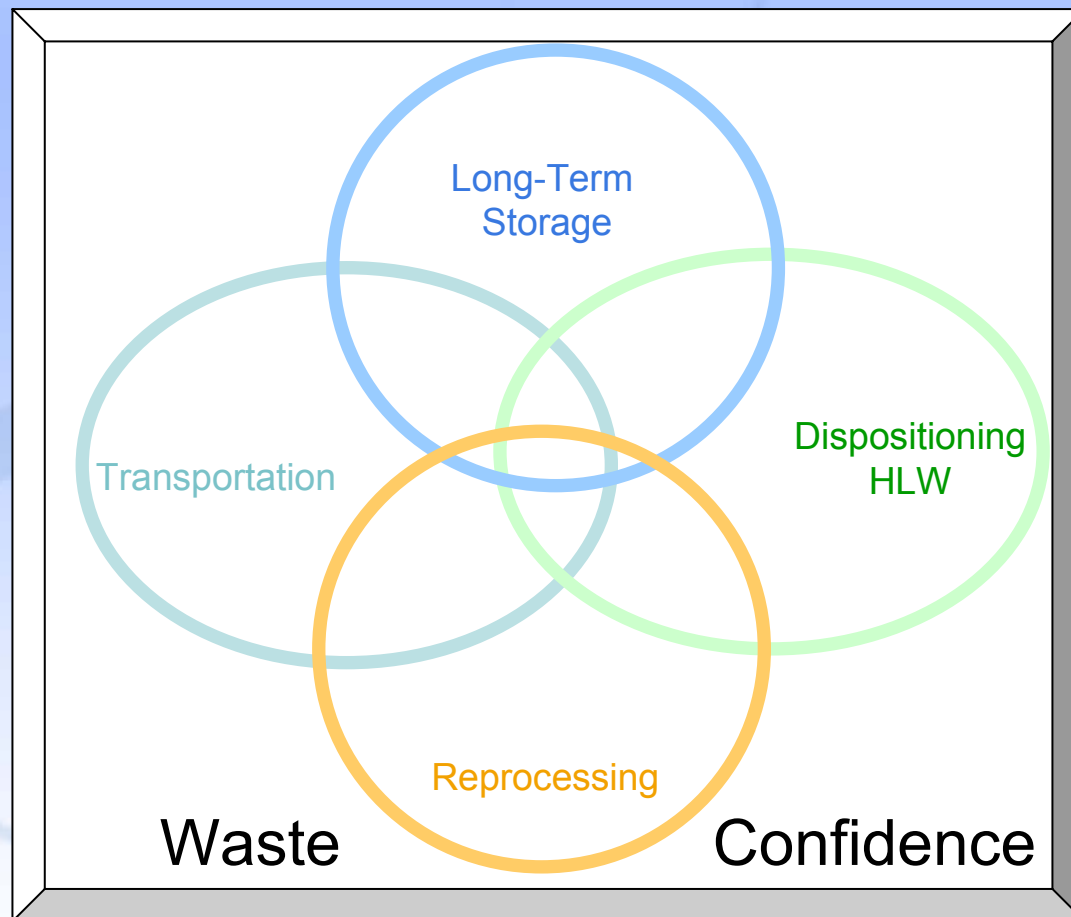 Long-Term
Storage
Transportation
Dispositioning
HLW
Reprocessing
Waste
Confidence